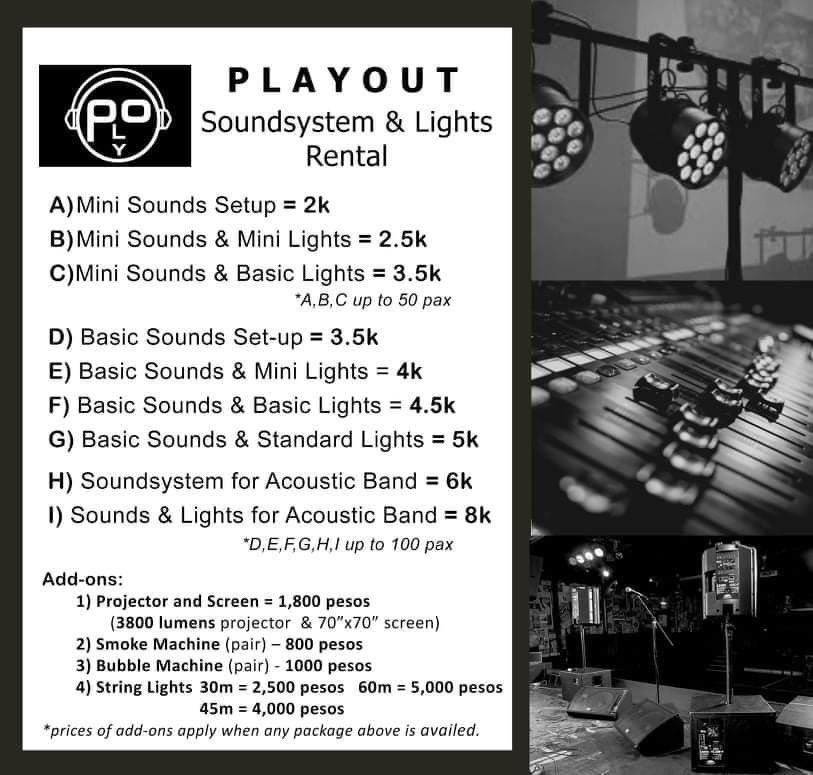 PO
L
Y
PLAYOUT
Soundsystem & Lights
Rental
A)Mini Sounds Setup = 2k
B)Mini Sounds & Mini Lights = 2.5k
C)Mini Sounds & Basic Lights = 3.5k
*A,B,C up to 50 pax
D) Basic Sounds Set-up = 3.5k
E) Basic Sounds & Mini Lights = 4k
F) Basic Sounds & Basic Lights = 4.5k
G) Basic Sounds & Standard Lights = 5k
H) Soundsystem for Acoustic Band = 6k
I) Sounds & Lights for Acoustic Band = 8k
*D,E,F,G,H,I up to 100 pax
Add-ons:
1) Projector and Screen = 1,800 pesos
(3800 lumens projector & 70”x70” screen)
2) Smoke Machine (pair) – 800 pesos
3) Bubble Machine (pair) - 1000 pesos
4) String Lights 30m = 2,500 pesos 60m = 5,000 pesos
45m = 4,000 pesos
*prices of add-ons apply when any package above is availed.